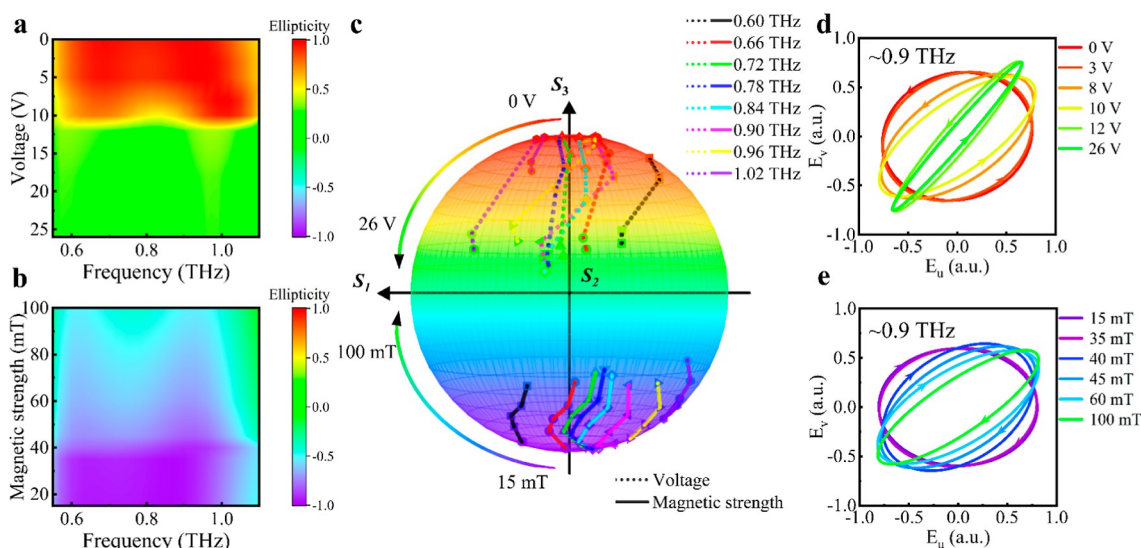 a
Ellipticity
0
5
10
15
20
25
Voltage (V)
0.6
0.8
1.0
Frequency (THz)
1.0
0.5
0.0
-0.5
-1.0
b
Ellipticity
100
80
60
40
20
Magnetic strength (mT)
0.6
0.8
1.0
Frequency (THz)
1.0
0.5
0.0
-0.5
-1.0
c
0.60 THz
0.66 THz
0.72 THz
0.78 THz
0.84 THz
0.90 THz
0.96 THz
1.02 THz
S3
0 V
26 V
S1
S2
100 mT
15 mT
Voltage
Magnetic strength
d
~0.9 THz
1.0
0.5
0.0
-0.5
-1.0
Ev (a.u.)
-1.0 -0.5 0.0 0.5 1.0
Eu (a.u.)
0 V
3 V
8 V
10 V
12 V
26 V
e
~0.9 THz
1.0
0.5
0.0
-0.5
-1.0
Ev (a.u.)
-1.0 -0.5 0.0 0.5 1.0
Eu (a.u.)
15 mT
35 mT
40 mT
45 mT
60 mT
100 mT